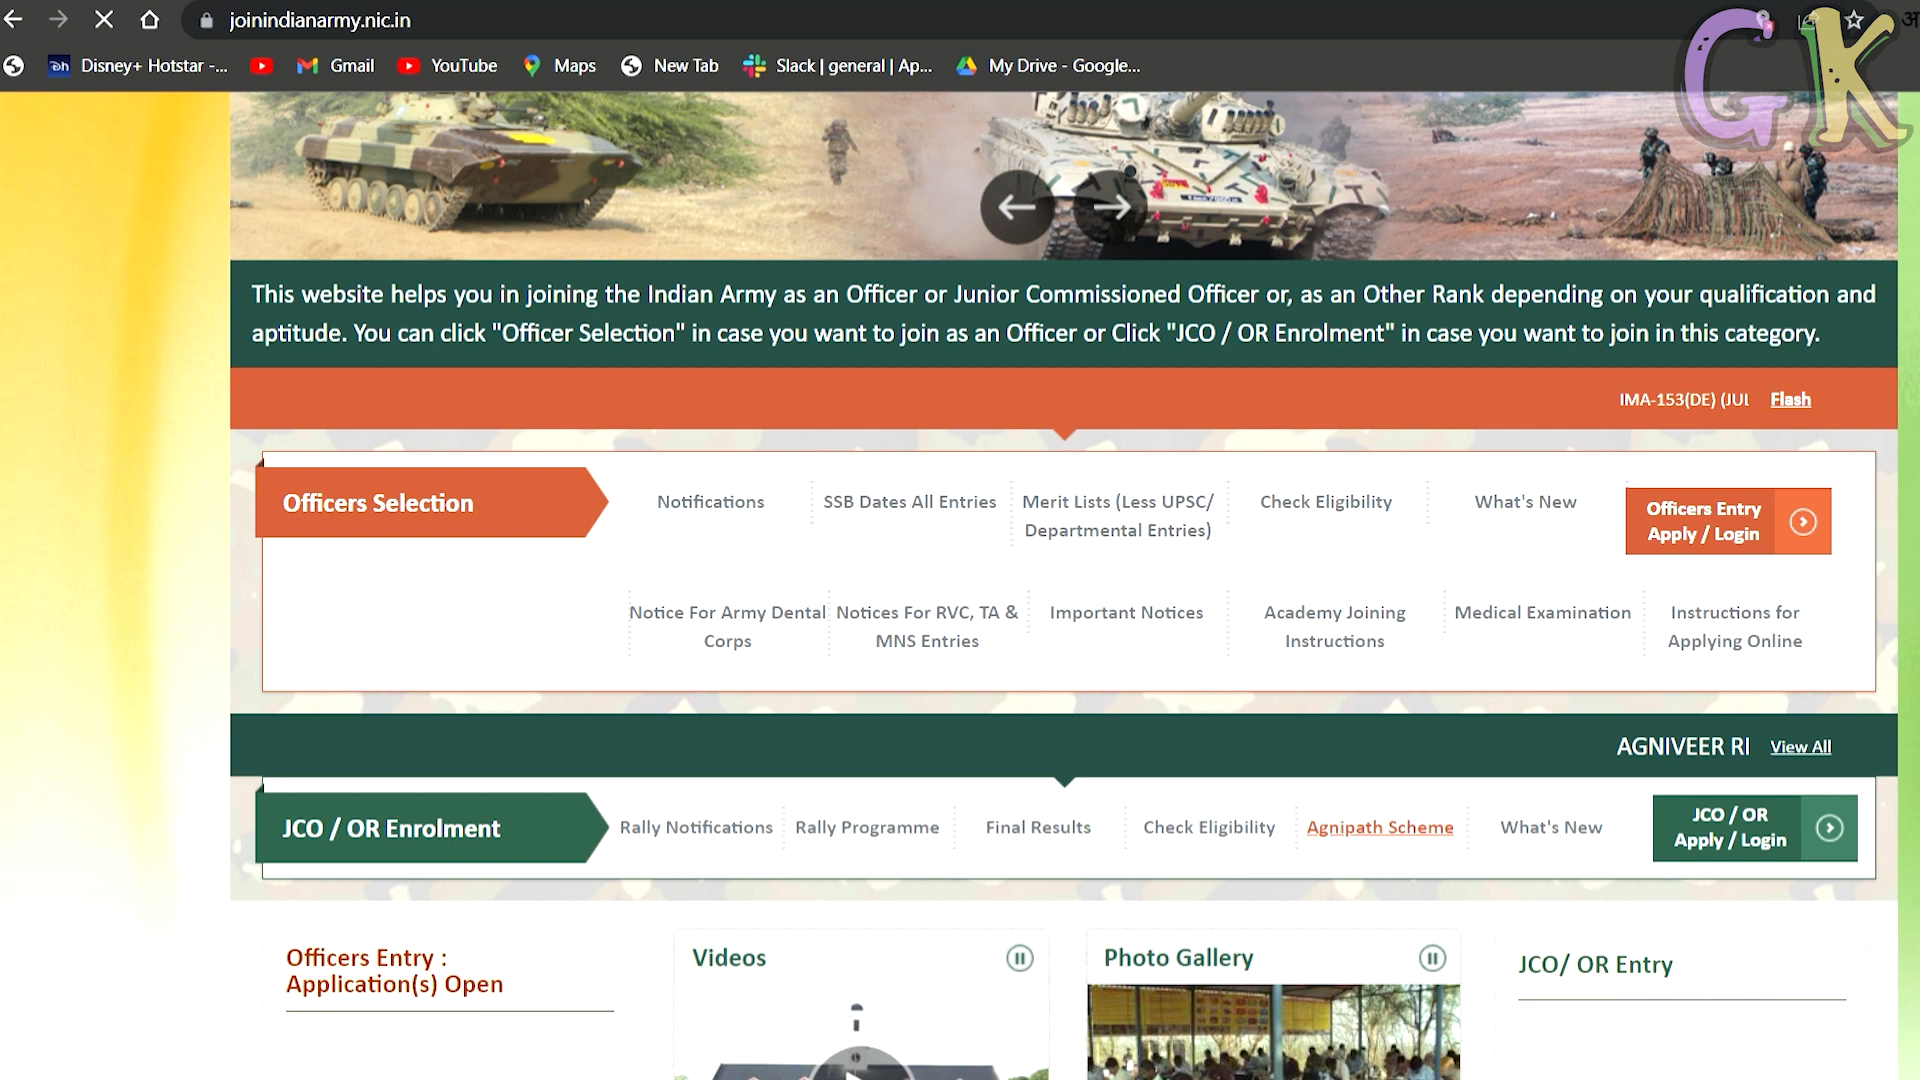 joinindianarmy.nic.in
Disney+ Hotstar -...
Gmail
YouTube
Maps
New Tab
Slack | general | Ap...
My Drive - Google...
GK
This website helps you in joining the Indian Army as an Officer or Junior Commissioned Officer or, as an Other Rank depending on your qualification and
aptitude. You can click "Officer Selection" in case you want to join as an Officer or Click "JCO / OR Enrolment" in case you want to join in this category.
IMA-153(DE) (JUL
Flash
Officers Selection
Notifications
SSB Dates All Entries
Merit Lists (Less UPSC/
Departmental Entries)
Check Eligibility
What's New
Officers Entry
Apply / Login
Notice For Army Dental
Corps
Notices For RVC, TA &
MNS Entries
Important Notices
Academy Joining
Instructions
Medical Examination
Instructions for
Applying Online
AGNIVEER RI
View All
JCO / OR Enrolment
Rally Notifications
Rally Programme
Final Results
Check Eligibility
Agnipath Scheme
What's New
JCO / OR
Apply / Login
Officers Entry :
Application(s) Open
Videos
Photo Gallery
JCO/ OR Entry